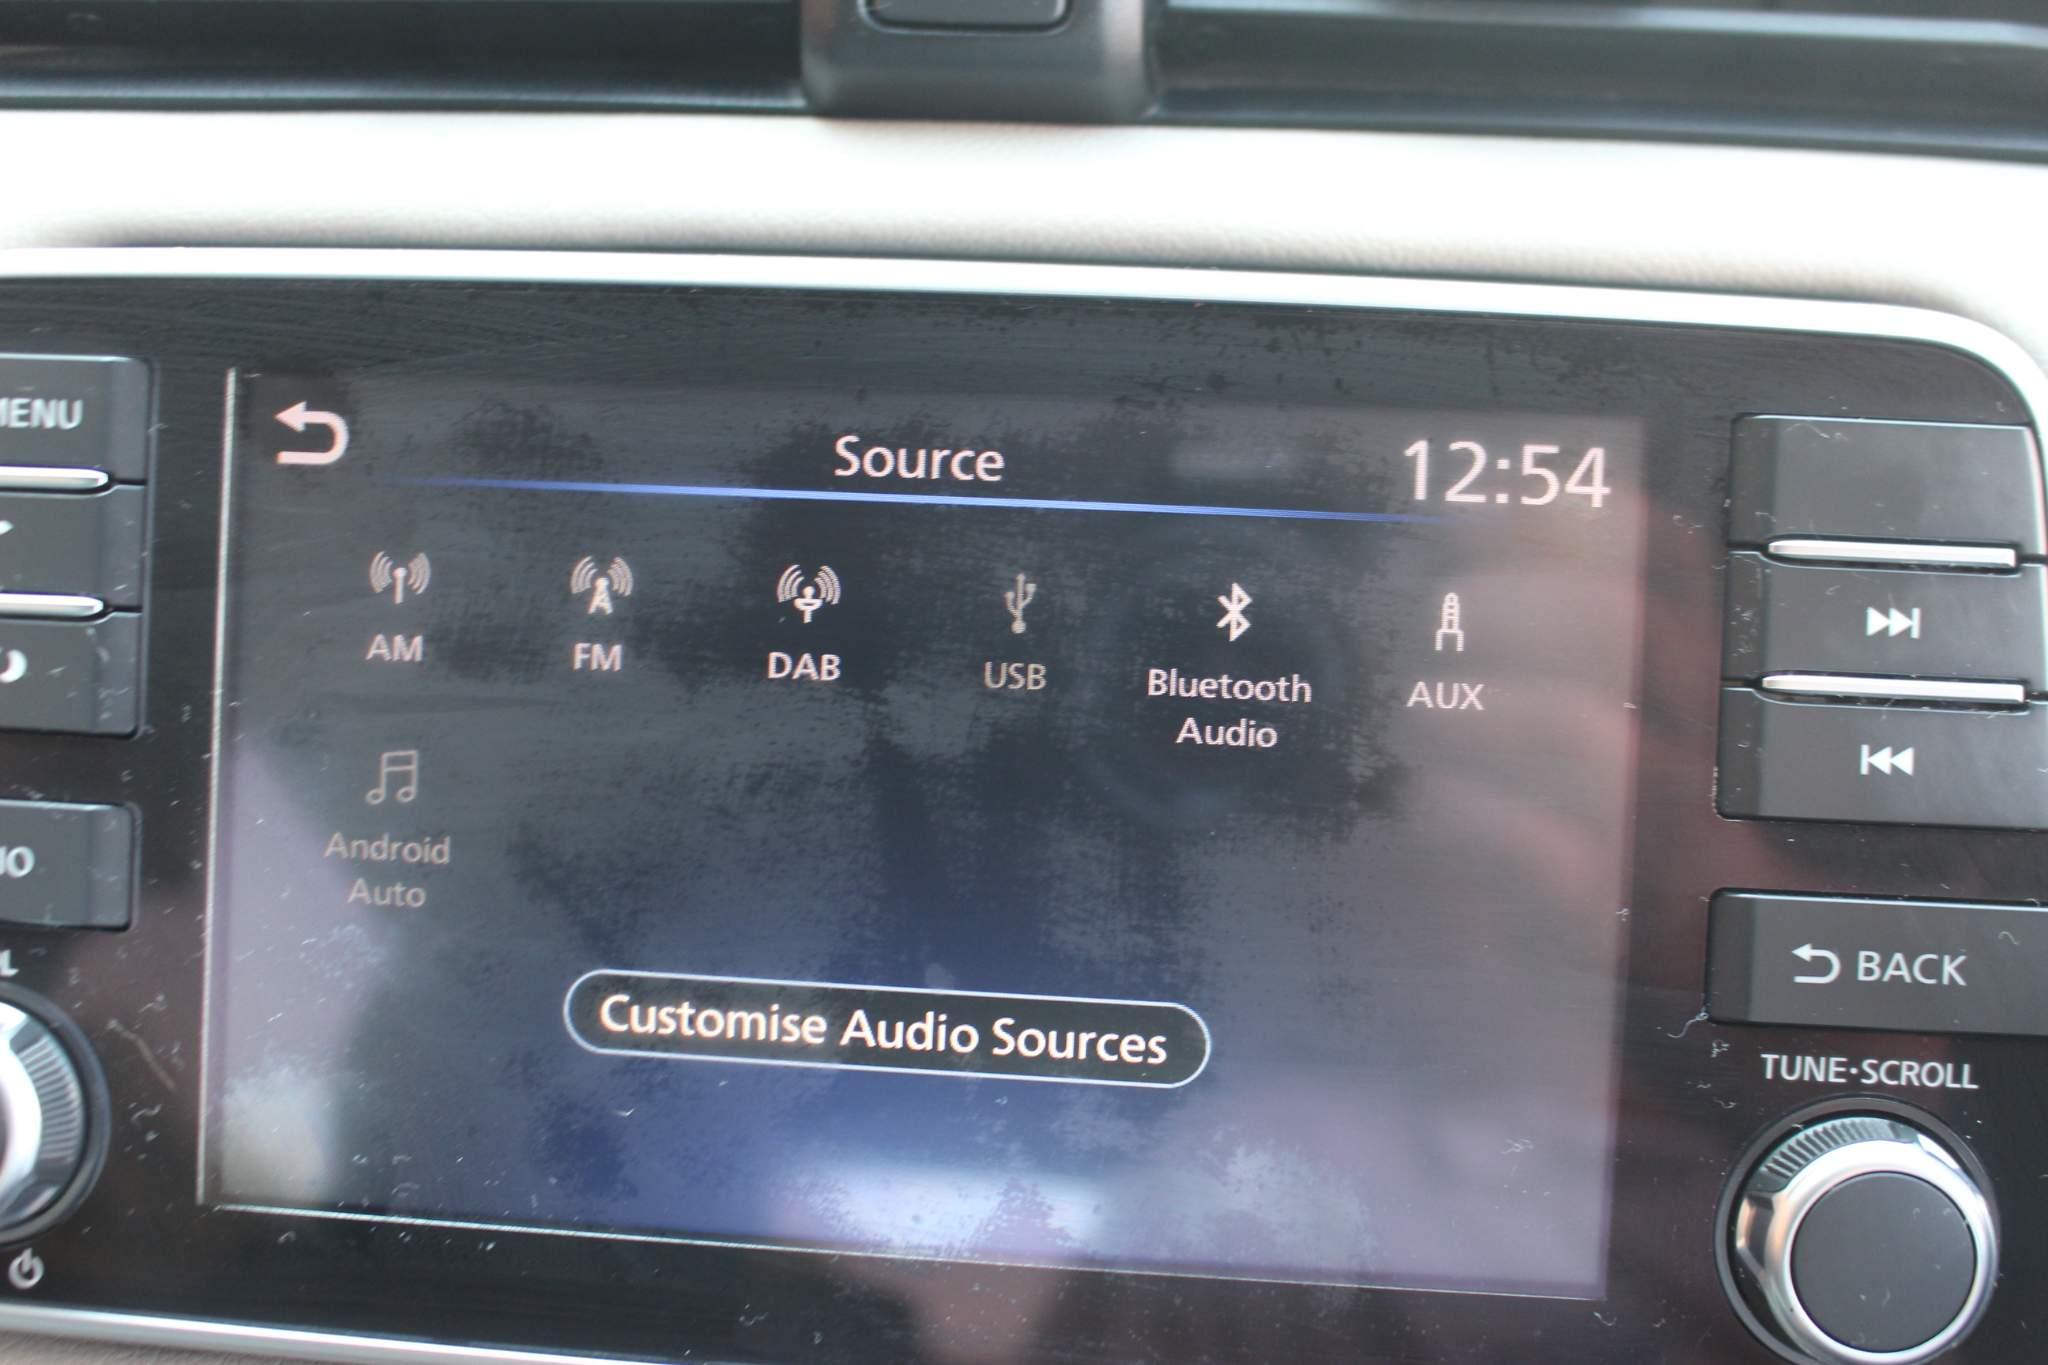 MENU
Source
12:54
AM
FM
DAB
USB
Bluetooth
Audio
AUX
Android
Auto
Customise Audio Sources
BACK
TUNE·SCROLL